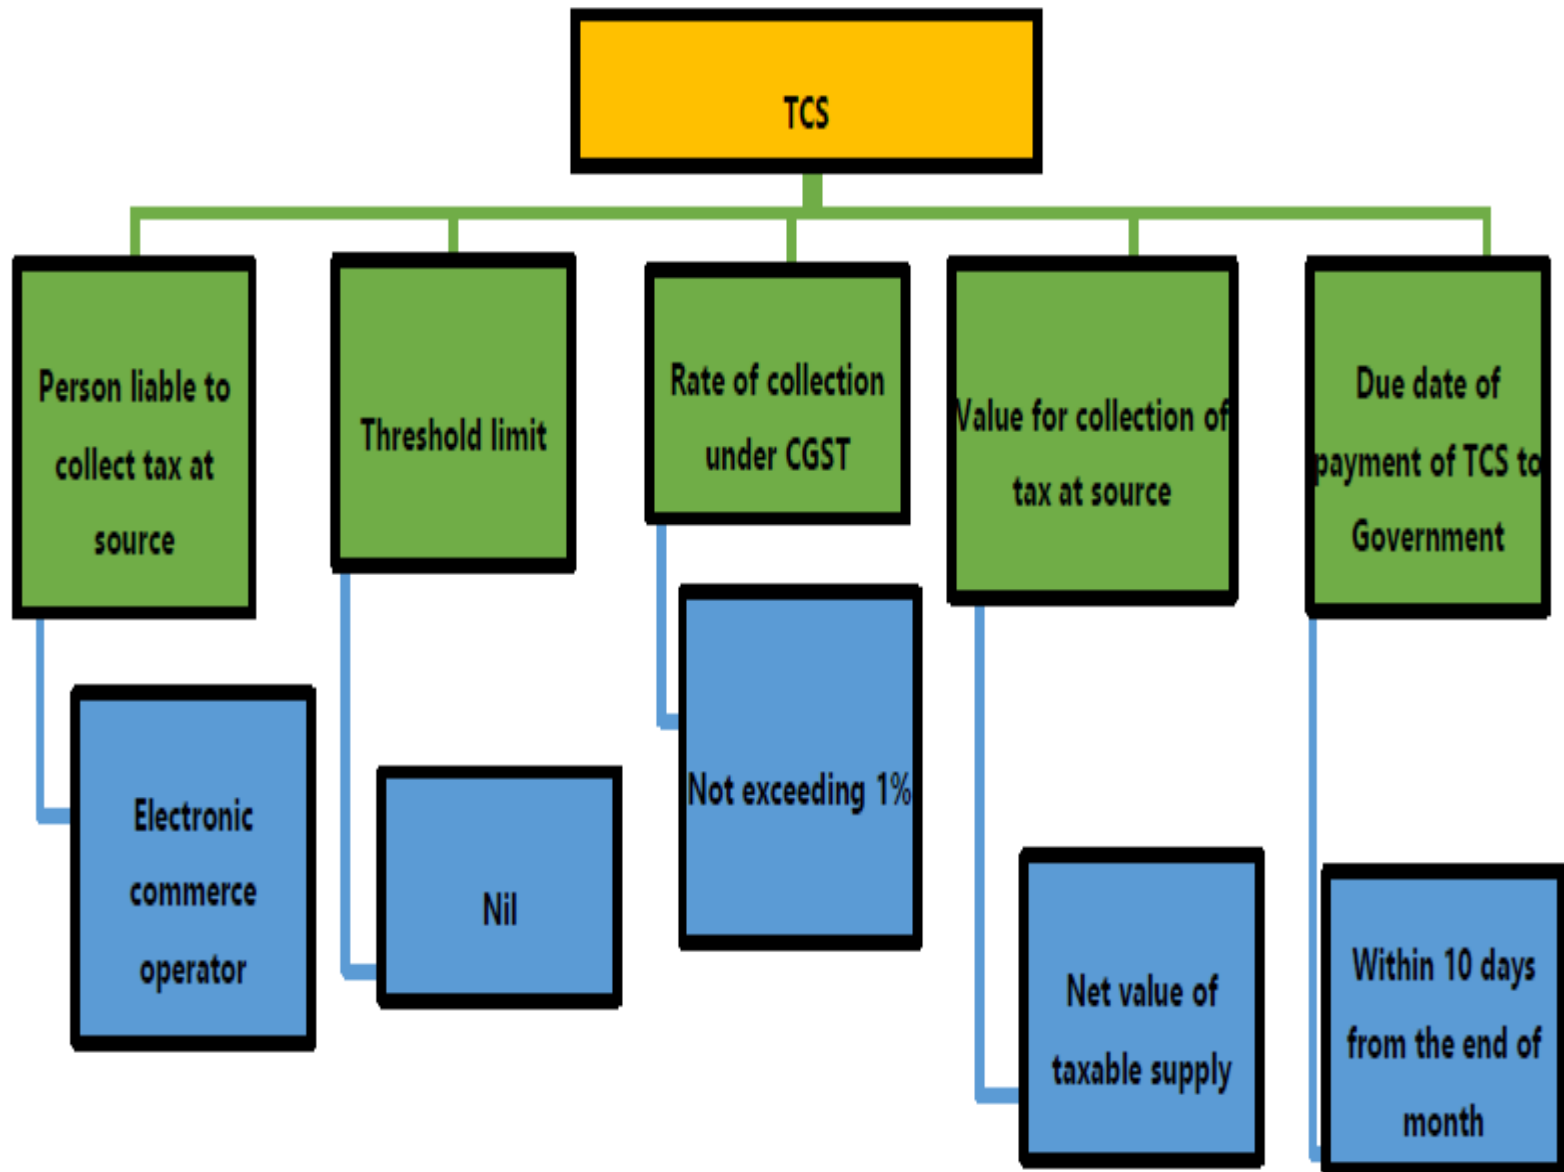 TCS
Person liable to
collect tax at
source
Threshold limit
Rate of collection
under CGST
Value for collection of
tax at source
Due date of
payment of TCS to
Government
Electronic
commerce
operator
Nil
Not exceeding 1%
Net value of
taxable supply
Within 10 days
from the end of
month